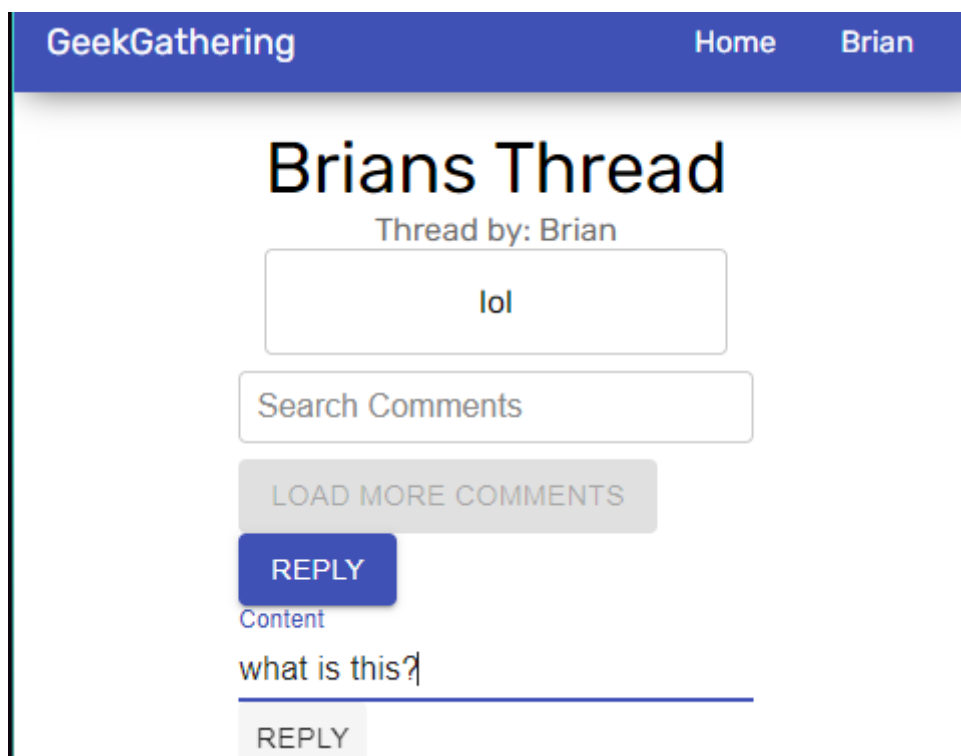 GeekGathering Home Brian
Brians Thread
Thread by: Brian
lol
Search Comments
LOAD MORE COMMENTS
REPLY
Content
what is this?
REPLY